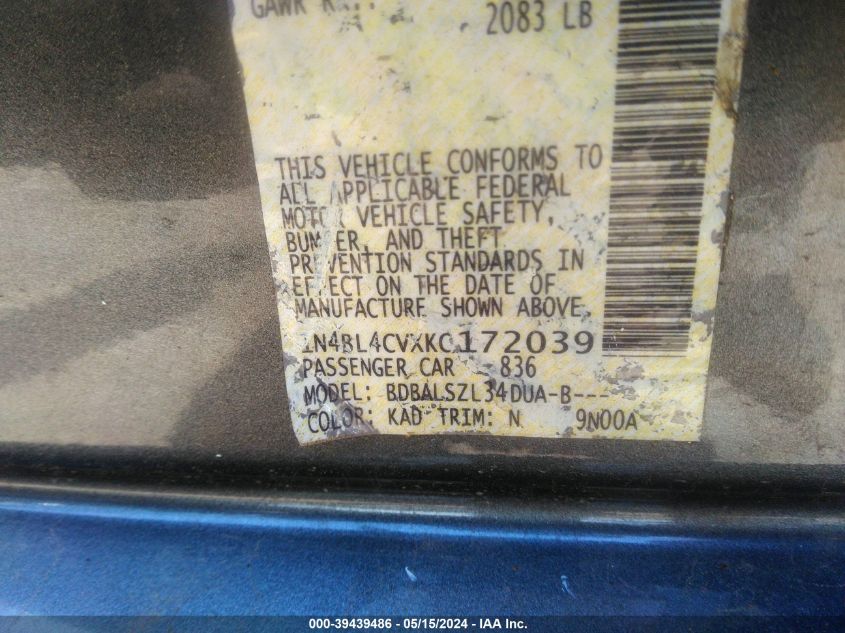 GAWR
2083 LB
THIS VEHICLE CONFORMS TO
ALL APPLICABLE FEDERAL
MOTOR VEHICLE SAFETY,
BUMPER, AND THEFT
PREVENTION STANDARDS IN
EFFECT ON THE DATE OF
MANUFACTURE SHOWN ABOVE.
1N4BL4CVXKC172039
PASSENGER CAR 836
MODEL: BDBALSZL34DUA-B---
COLOR: KAD TRIM: N 9N00A
000-39439486 - 05/15/2024 - IAA Inc.